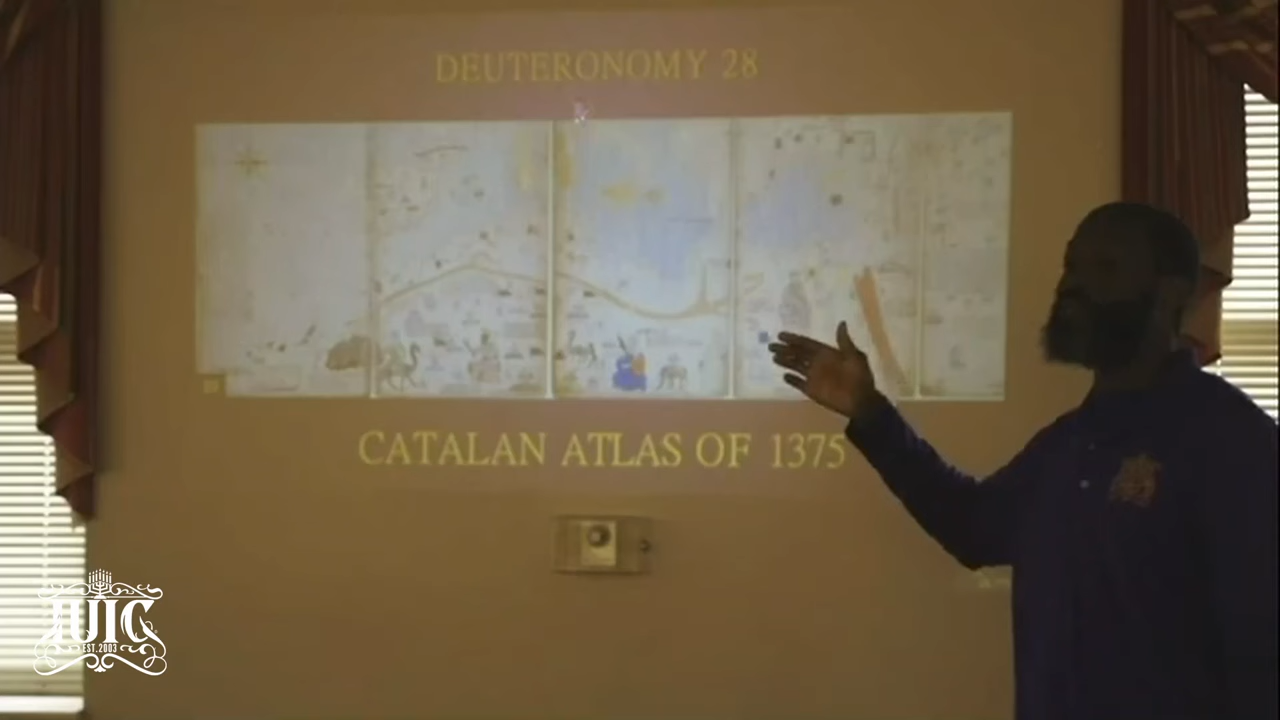 DEUTERONOMY 28
CATALAN ATLAS OF 1375
IUIC
EST. 2003